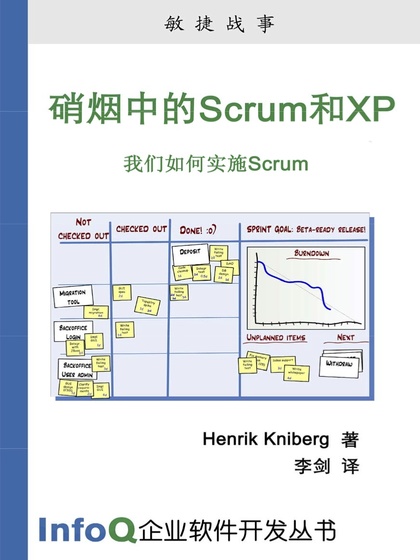 敏捷战事
硝烟中的Scrum和XP
我们如何实施Scrum
NOT CHECKED OUT
CHECKED OUT
DONE! :o)
SPRINT GOAL: BETA-READY RELEASE!
DEPOSIT
BURNDOWN
MIGRATION TOOL
BACKOFFICE LOGIN
BACKOFFICE USER ADMIN
UNPLANNED ITEMS
NEXT
WITHDRAW
Henrik Kniberg 著
李剑 译
InfoQ企业软件开发丛书